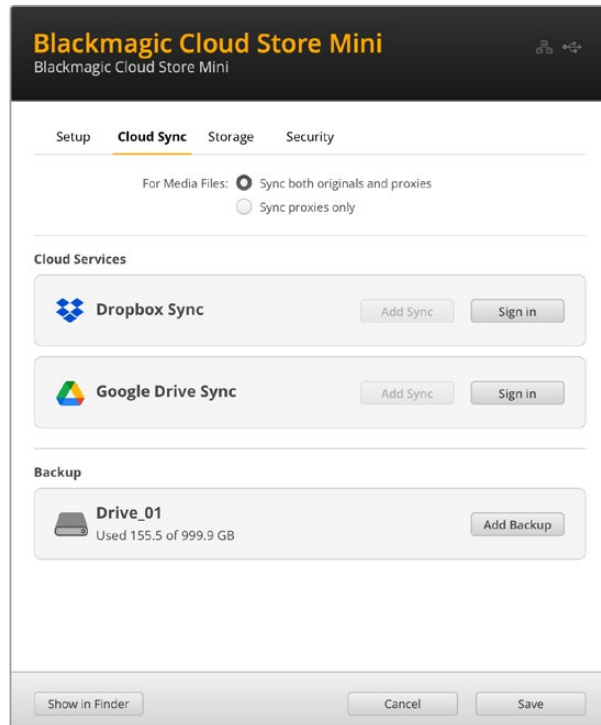 Blackmagic Cloud Store Mini
Blackmagic Cloud Store Mini
Setup Cloud Sync Storage Security
For Media Files: Sync both originals and proxies
Sync proxies only
Cloud Services
Dropbox Sync Add Sync Sign in
Google Drive Sync Add Sync Sign in
Backup
Drive_01
Used 155.5 of 999.9 GB Add Backup
Show in Finder Cancel Save